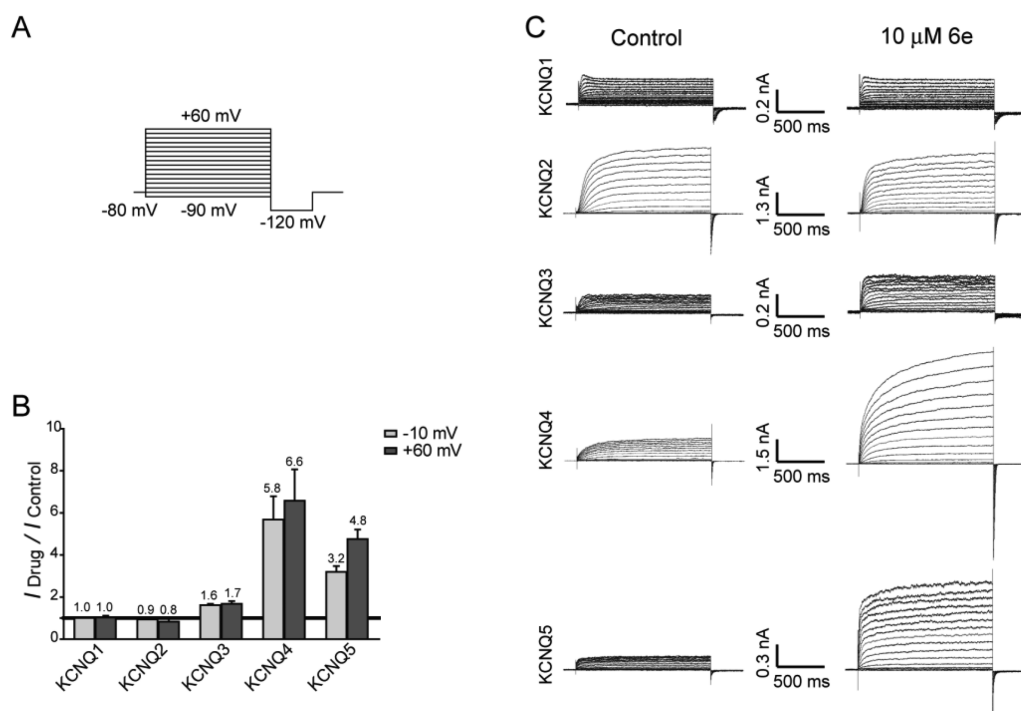 A
+60 mV
-80 mV
-90 mV
-120 mV
B
I Drug / I Control
10
8
6
4
2
0
-10 mV
+60 mV
1.0 1.0
0.9 0.8
1.6 1.7
5.8 6.6
3.2 4.8
KCNQ1
KCNQ2
KCNQ3
KCNQ4
KCNQ5
C
Control
10 μM 6e
KCNQ1
0.2 nA
500 ms
KCNQ2
1.3 nA
500 ms
KCNQ3
0.2 nA
500 ms
KCNQ4
1.5 nA
500 ms
KCNQ5
0.3 nA
500 ms